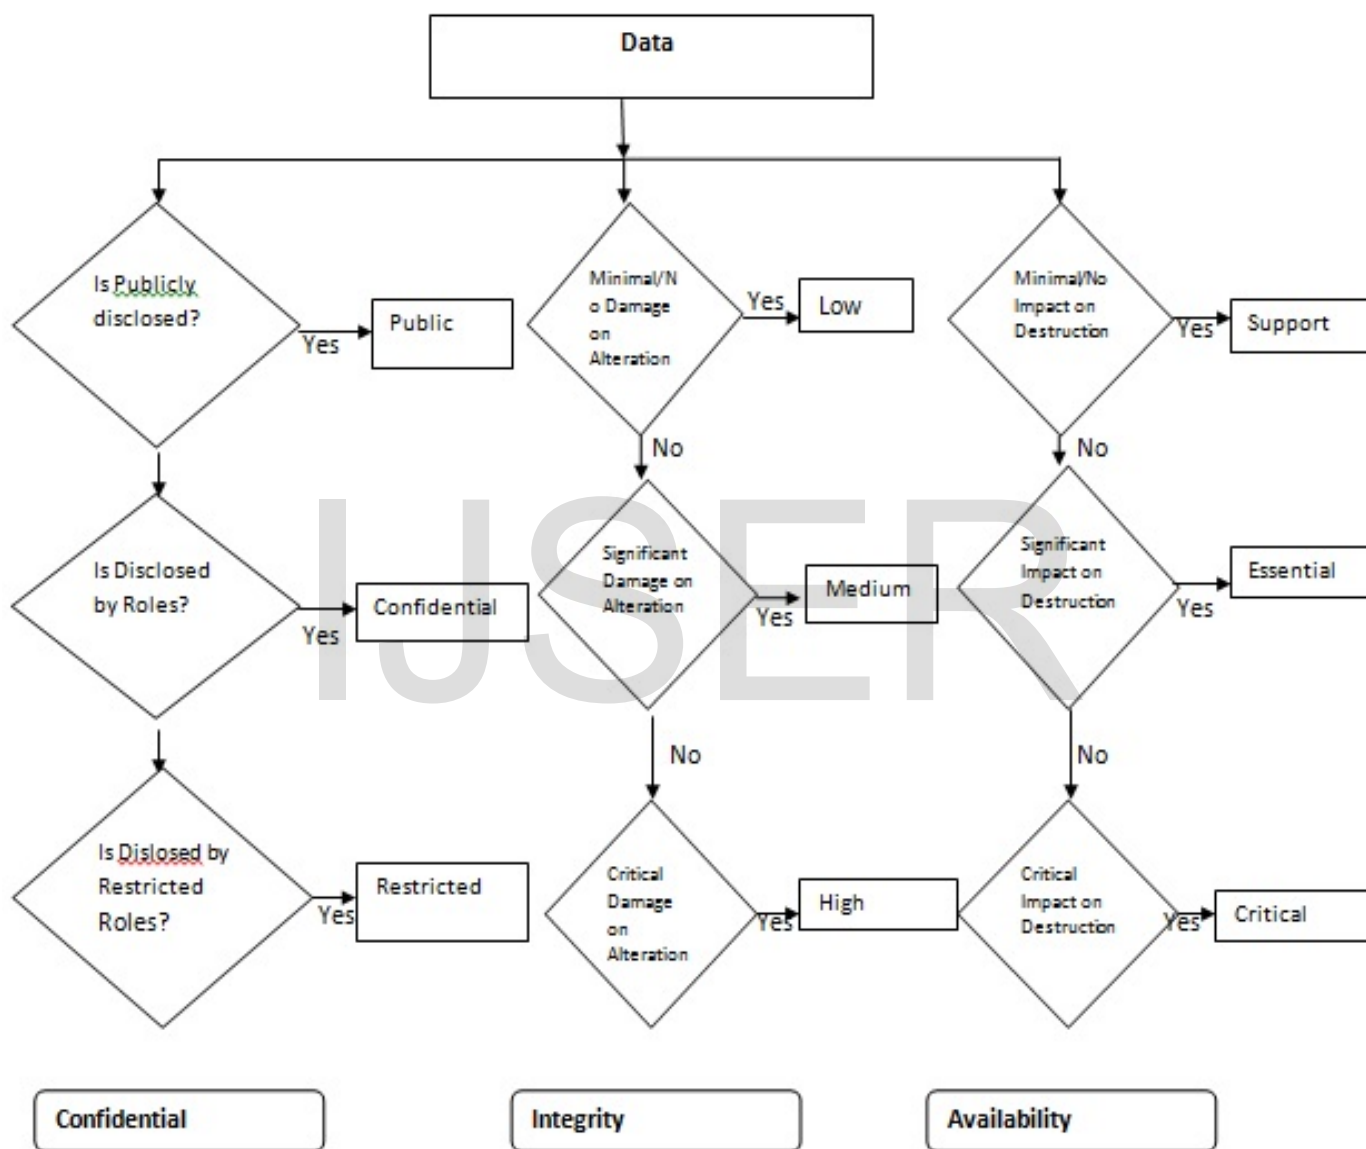 Data
Is Publicly
disclosed?
Yes
Public
Minimal/N
o Damage
on
Alteration
Yes
Low
Minimal/No
Impact on
Destruction
Yes
Support
No
No
Is Disclosed
by Roles?
Yes
Confidential
Significant
Damage on
Alteration
Yes
Medium
Significant
Impact on
Destruction
Yes
Essential
No
No
Is Dislosed by
Restricted
Roles?
Yes
Restricted
Critical
Damage
on
Alteration
Yes
High
Critical
Impact on
Destruction
Yes
Critical
Confidential
Integrity
Availability
IJSER